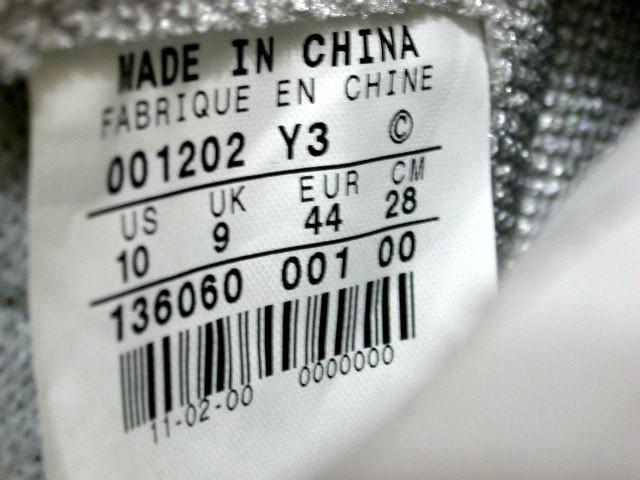 MADE IN CHINA
FABRIQUE EN CHINE
001202 Y3 ©
US UK EUR CM
10 9 44 28
136060 001 00
11-02-00 0000000